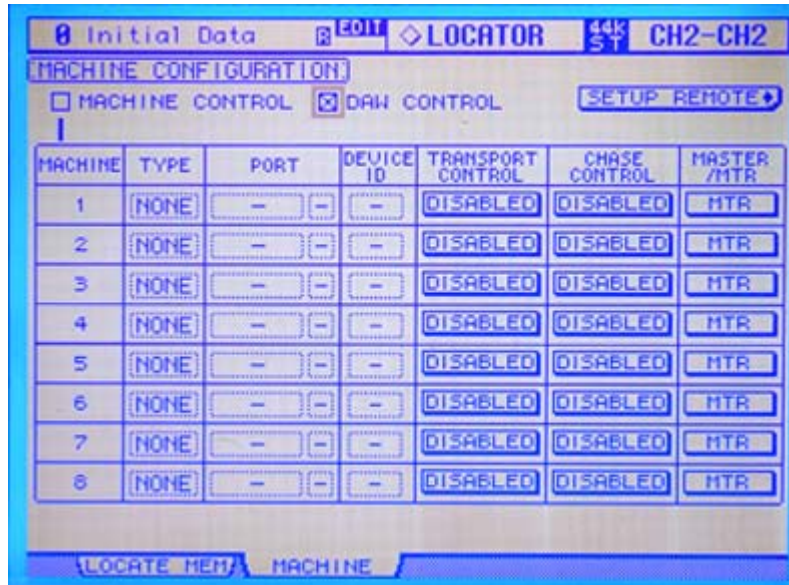 0 Initial Data R EDIT ◇LOCATOR 44k ST CH2-CH2
MACHINE CONFIGURATION
MACHINE CONTROL DAW CONTROL SETUP REMOTE
MACHINE TYPE PORT DEVICE ID TRANSPORT CONTROL CHASE CONTROL MASTER /MTR
1 NONE - - - DISABLED DISABLED MTR
2 NONE - - - DISABLED DISABLED MTR
3 NONE - - - DISABLED DISABLED MTR
4 NONE - - - DISABLED DISABLED MTR
5 NONE - - - DISABLED DISABLED MTR
6 NONE - - - DISABLED DISABLED MTR
7 NONE - - - DISABLED DISABLED MTR
8 NONE - - - DISABLED DISABLED MTR
LOCATE MEM MACHINE